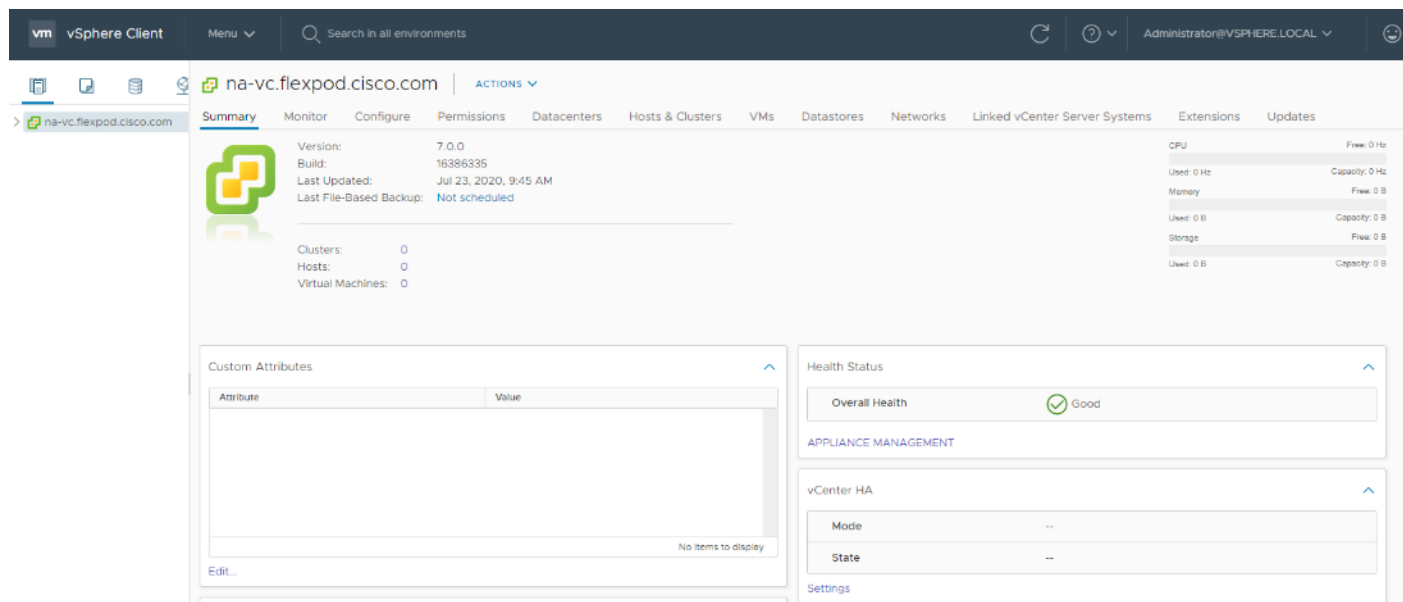 vm vSphere Client Menu Search in all environments Administrator@VSPHERE.LOCAL
na-vc.flexpod.cisco.com
na-vc.flexpod.cisco.com ACTIONS
Summary Monitor Configure Permissions Datacenters Hosts & Clusters VMs Datastores Networks Linked vCenter Server Systems Extensions Updates
Version: 7.0.0
Build: 16386335
Last Updated: Jul 23, 2020, 9:45 AM
Last File-Based Backup: Not scheduled
Clusters: 0
Hosts: 0
Virtual Machines: 0
CPU Free: 0 Hz
Used: 0 Hz Capacity: 0 Hz
Memory Free: 0 B
Used: 0 B Capacity: 0 B
Storage Free: 0 B
Used: 0 B Capacity: 0 B
Custom Attributes
Attribute Value
No items to display
Edit...
Health Status
Overall Health Good
APPLIANCE MANAGEMENT
vCenter HA
Mode --
State --
Settings